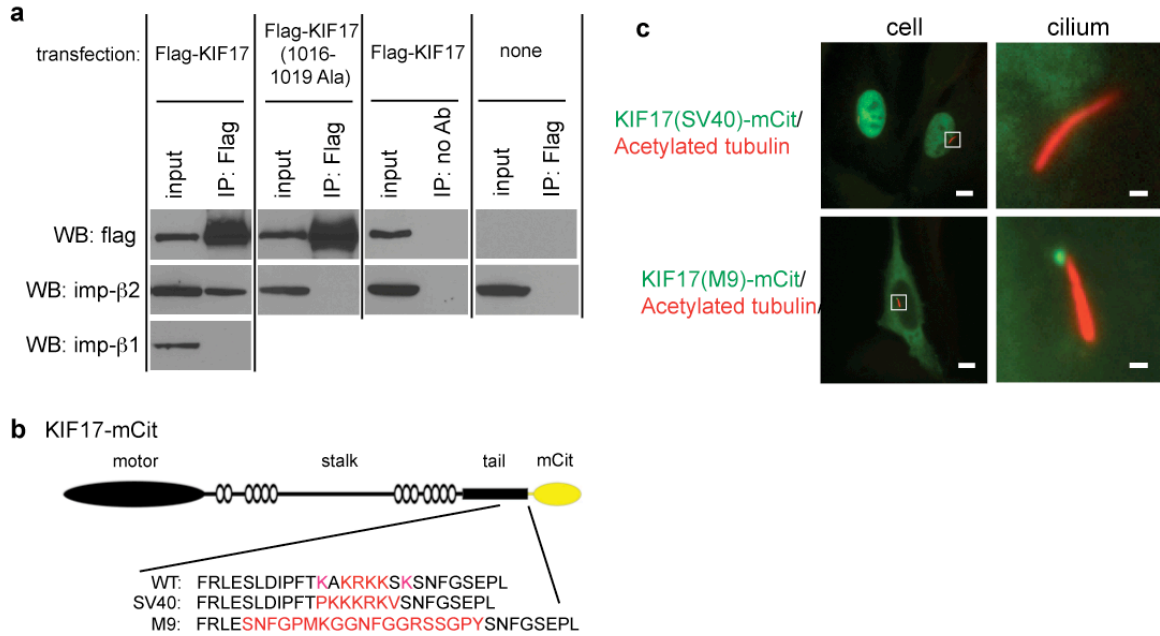 a
transfection:
Flag-KIF17
Flag-KIF17
(1016-
1019 Ala)
Flag-KIF17
none
input
IP: Flag
input
IP: Flag
input
IP: no Ab
input
IP: Flag
WB: flag
WB: imp-β2
WB: imp-β1
b KIF17-mCit
motor
stalk
tail
mCit
WT: FRLESLDIPFTKAKRKKSKSNFGSEPL
SV40: FRLESLDIPFTPKKKRKVSNFGSEPL
M9: FRLESNFGPMKGGNFGGRSSGPYSNFGSEPL
c
cell
cilium
KIF17(SV40)-mCit/
Acetylated tubulin
KIF17(M9)-mCit/
Acetylated tubulin/